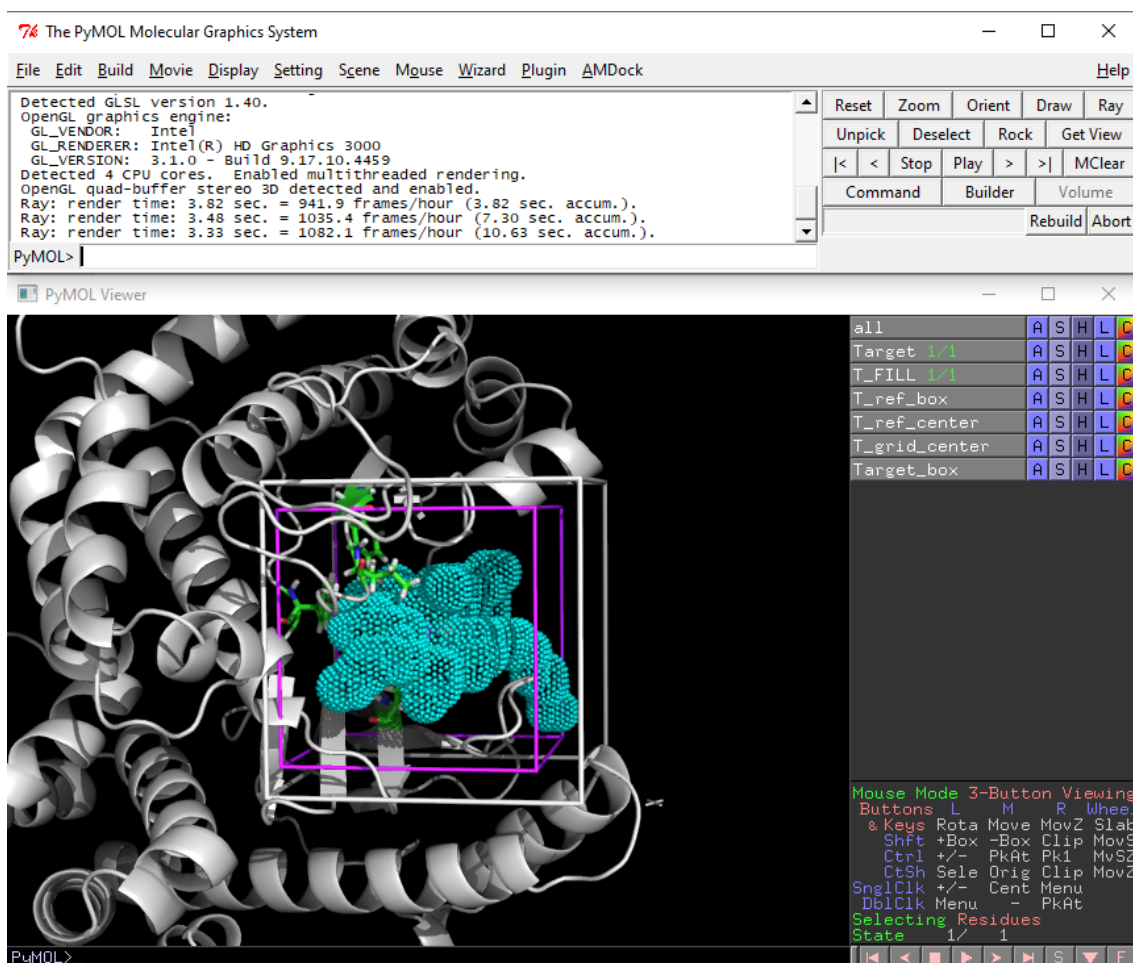 The PyMOL Molecular Graphics System
File Edit Build Movie Display Setting Scene Mouse Wizard Plugin AMDock Help
Detected GLSL version 1.40.
OpenGL graphics engine:
GL_VENDOR: Intel
GL_RENDERER: Intel(R) HD Graphics 3000
GL_VERSION: 3.1.0 - Build 9.17.10.4459
Detected 4 CPU cores. Enabled multithreaded rendering.
OpenGL quad-buffer stereo 3D detected and enabled.
Ray: render time: 3.82 sec. = 941.9 frames/hour (3.82 sec. accum.).
Ray: render time: 3.48 sec. = 1035.4 frames/hour (7.30 sec. accum.).
Ray: render time: 3.33 sec. = 1082.1 frames/hour (10.63 sec. accum.).
PyMOL>
Reset Zoom Orient Draw Ray
Unpick Deselect Rock Get View
|< < Stop Play > >| MClear
Command Builder Volume
Rebuild Abort
PyMOL Viewer
all A S H L C
Target 1/1 A S H L C
T_FILL 1/1 A S H L C
T_ref_box A S H L C
T_ref_center A S H L C
T_grid_center A S H L C
Target_box A S H L C
Mouse Mode 3-Button Viewing
Buttons L M R Wheel
& Keys Rota Move MovZ Slab
Shft +Box -Box Clip MovS
Ctrl +/- PkAt Pk1 MvSZ
CtSh Sele Orig Clip MovZ
SnglClk +/- Cent Menu
DblClk Menu - PkAt
Selecting Residues
State 1/ 1
PyMOL>
S F